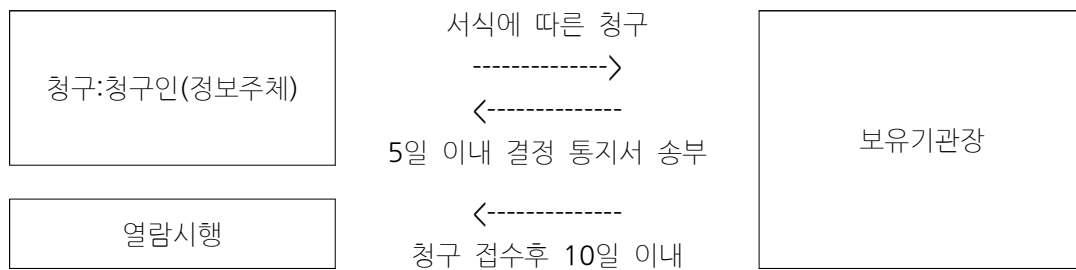 서식에 따른 청구
청구:청구인(정보주체)
-------------->
<--------------
5일 이내 결정 통지서 송부
보유기관장
열람시행
<--------------
청구 접수후 10일 이내